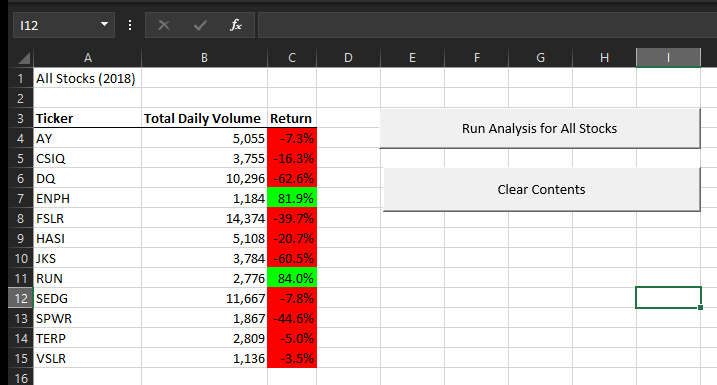 I12
fx
A B C D E F G H I
1 All Stocks (2018)
2
3 Ticker Total Daily Volume Return
4 AY 5,055 -7.3%
5 CSIQ 3,755 -16.3%
6 DQ 10,296 -62.6%
7 ENPH 1,184 81.9%
8 FSLR 14,374 -39.7%
9 HASI 5,108 -20.7%
10 JKS 3,784 -60.5%
11 RUN 2,776 84.0%
12 SEDG 11,667 -7.8%
13 SPWR 1,867 -44.6%
14 TERP 2,809 -5.0%
15 VSLR 1,136 -3.5%
16
Run Analysis for All Stocks
Clear Contents